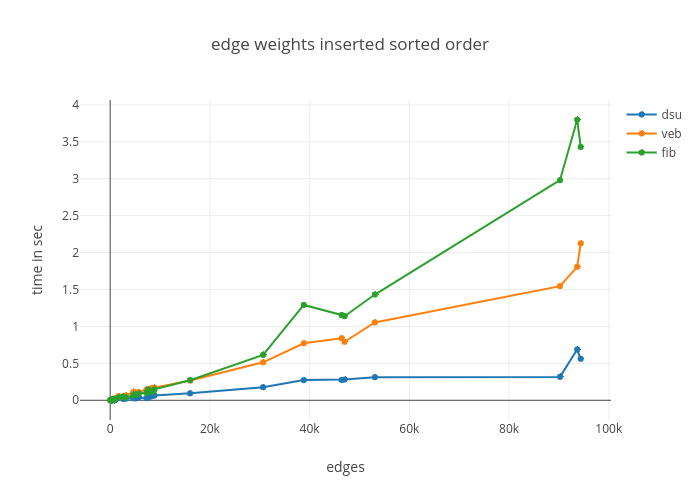 edge weights inserted sorted order
4
3.5
3
2.5
2
1.5
1
0.5
0
time in sec
0
20k
40k
60k
80k
100k
edges
dsu
veb
fib